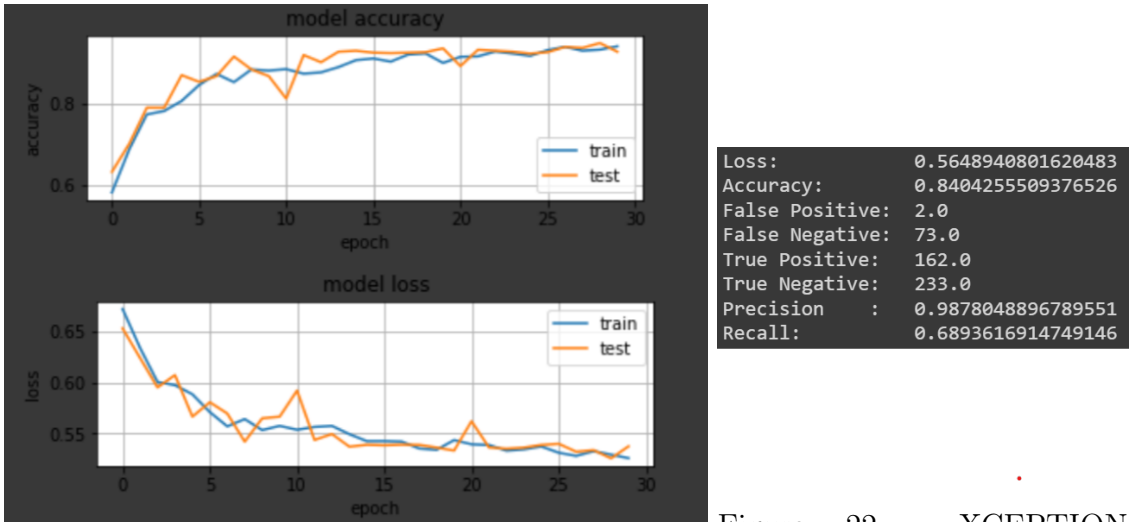 model accuracy
accuracy
0.8
0.6
train
test
0 5 10 15 20 25 30
epoch
model loss
loss
0.65
0.60
0.55
train
test
0 5 10 15 20 25 30
epoch
Loss: 0.5648940801620483
Accuracy: 0.8404255509376526
False Positive: 2.0
False Negative: 73.0
True Positive: 162.0
True Negative: 233.0
Precision : 0.9878048896789551
Recall: 0.6893616914749146
XCEPTION